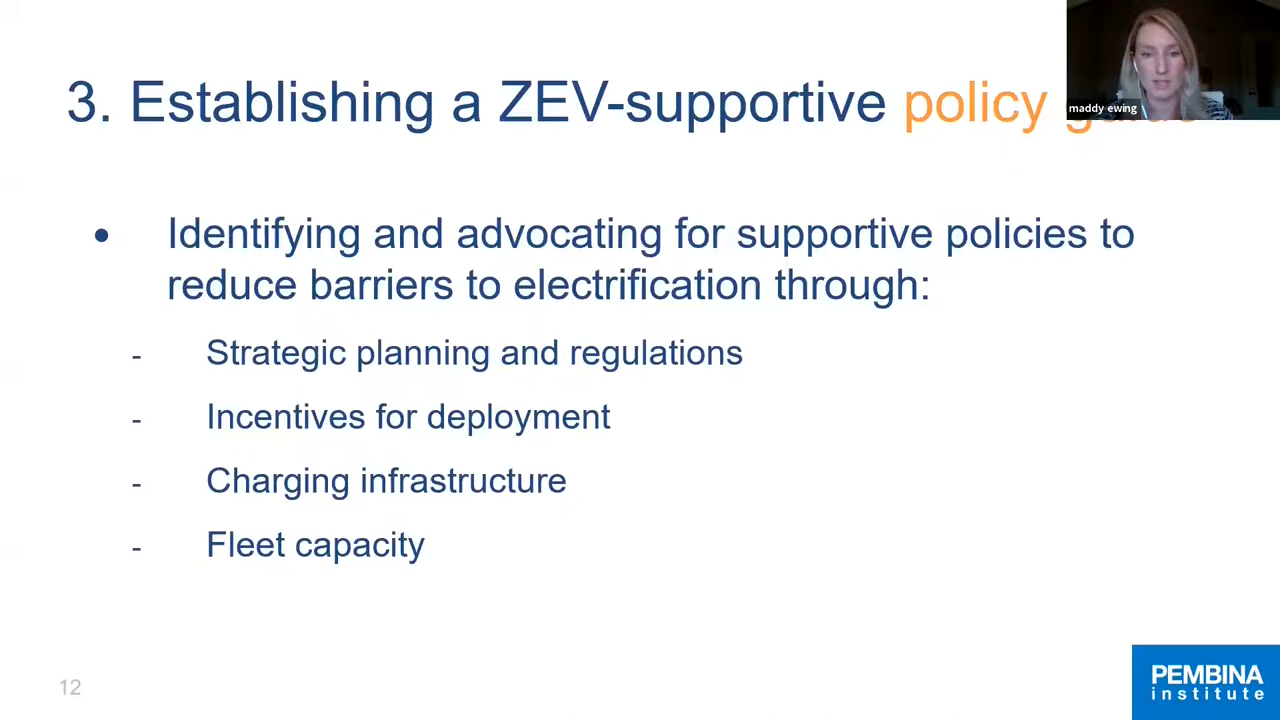 3. Establishing a ZEV-supportive policy
maddy ewing
• Identifying and advocating for supportive policies to
reduce barriers to electrification through:
- Strategic planning and regulations
- Incentives for deployment
- Charging infrastructure
- Fleet capacity
12
PEMBINA
institute